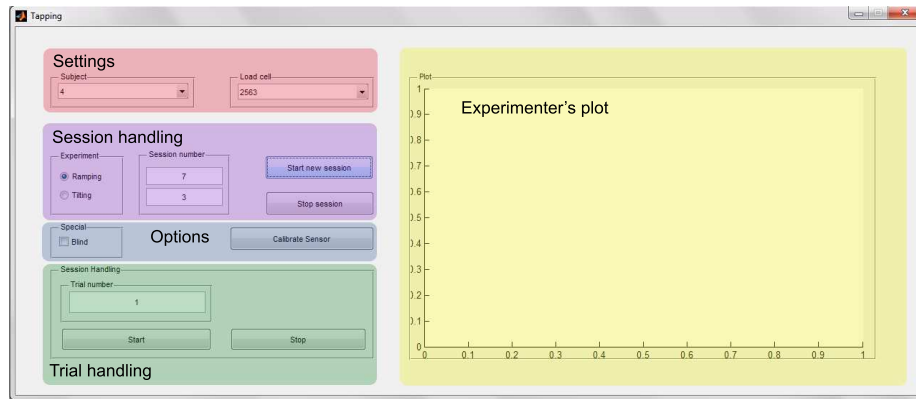 Tapping
Settings
Subject
Load cell
4
2563
Session handling
Experiment
Session number
Ramping
7
Start new session
Tilting
3
Stop session
Special
Blind
Options
Calibrate Sensor
Session Handling
Trial number
1
Start
Stop
Trial handling
Plot
Experimenter's plot
1
0.9
0.8
0.7
0.6
0.5
0.4
0.3
0.2
0.1
0
0 0.1 0.2 0.3 0.4 0.5 0.6 0.7 0.8 0.9 1